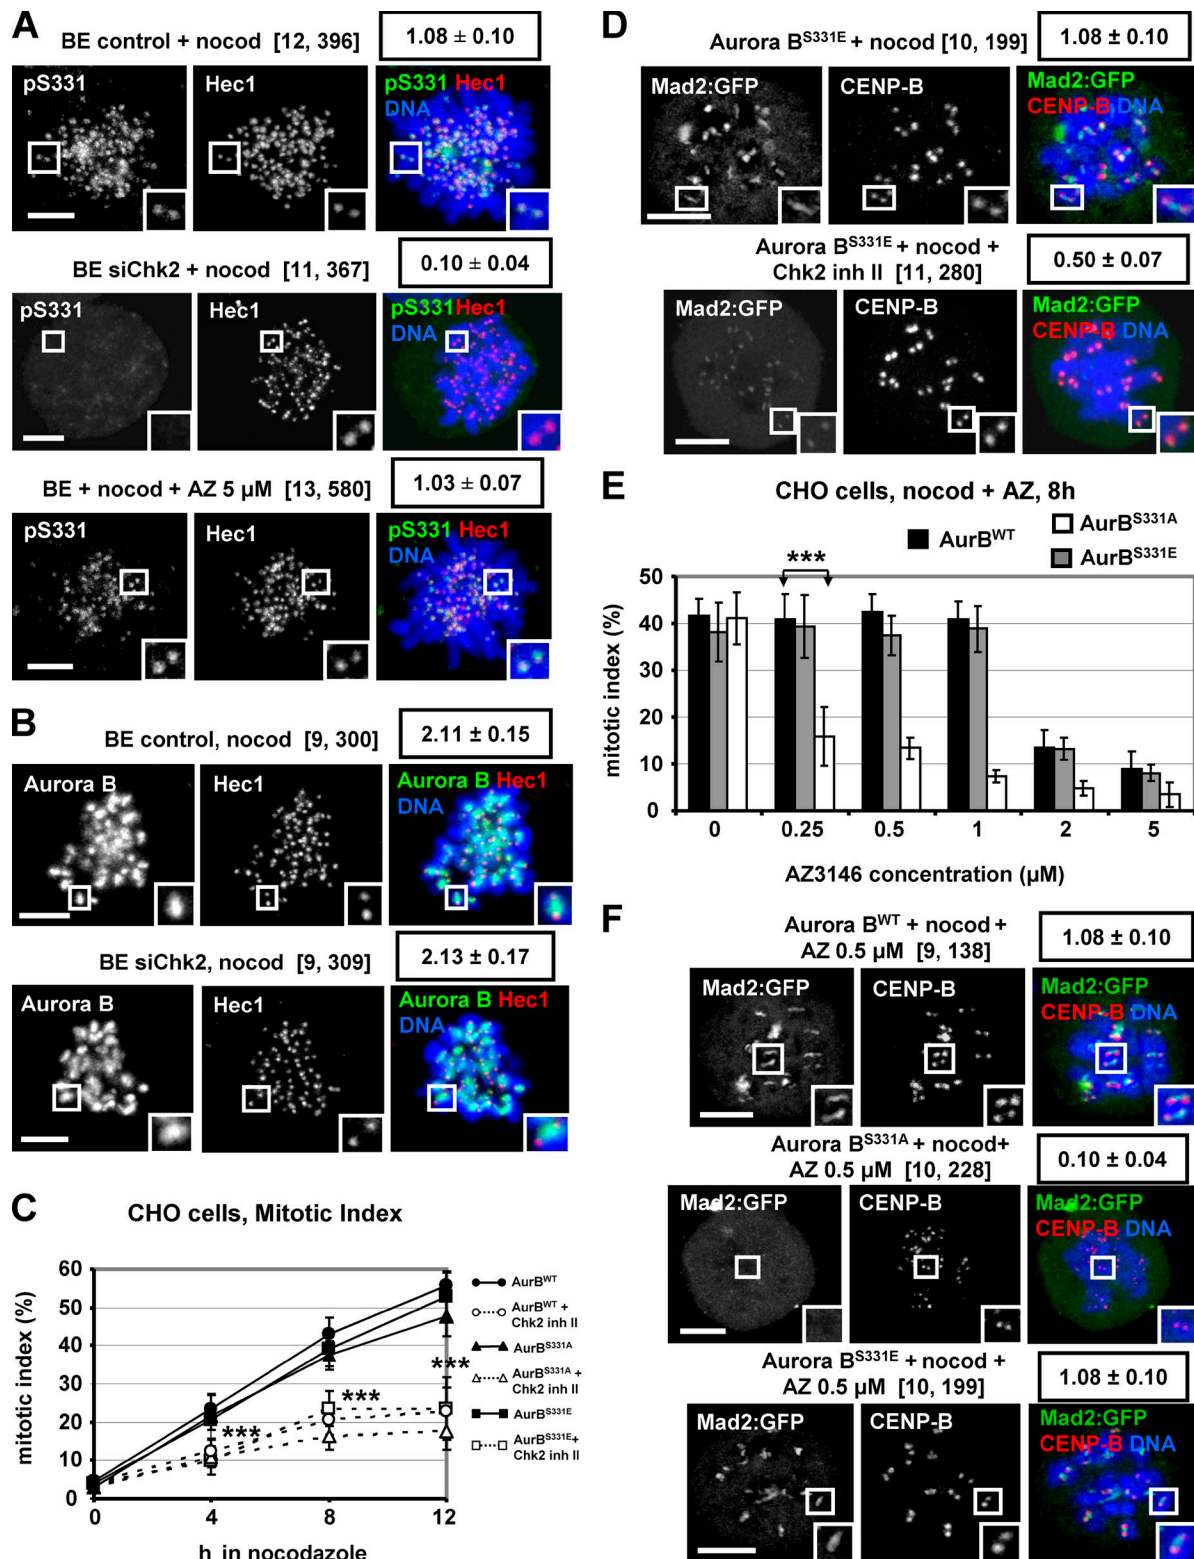 A
BE control + nocod [12, 396]
1.08 ± 0.10
pS331
Hec1
pS331 Hec1
DNA
BE siChk2 + nocod [11, 367]
0.10 ± 0.04
pS331
Hec1
pS331 Hec1
DNA
BE + nocod + AZ 5 µM [13, 580]
1.03 ± 0.07
pS331
Hec1
pS331 Hec1
DNA
B
BE control, nocod [9, 300]
2.11 ± 0.15
Aurora B
Hec1
Aurora B Hec1
DNA
BE siChk2, nocod [9, 309]
2.13 ± 0.17
Aurora B
Hec1
Aurora B Hec1
DNA
C
CHO cells, Mitotic Index
mitotic index (%)
60
50
40
30
20
10
0
0 4 8 12
h in nocodazole
***
***
***
AurB^WT
AurB^WT +
Chk2 inh II
AurB^S331A
AurB^S331A +
Chk2 inh II
AurB^S331E
AurB^S331E+
Chk2 inh II
D
Aurora B^S331E + nocod [10, 199]
1.08 ± 0.10
Mad2:GFP
CENP-B
Mad2:GFP
CENP-B DNA
Aurora B^S331E + nocod +
Chk2 inh II [11, 280]
0.50 ± 0.07
Mad2:GFP
CENP-B
Mad2:GFP
CENP-B DNA
E
CHO cells, nocod + AZ, 8h
AurB^WT
AurB^S331A
AurB^S331E
***
mitotic index (%)
50
40
30
20
10
0
0 0.25 0.5 1 2 5
AZ3146 concentration (µM)
F
Aurora B^WT + nocod +
AZ 0.5 µM [9, 138]
1.08 ± 0.10
Mad2:GFP
CENP-B
Mad2:GFP
CENP-B DNA
Aurora B^S331A + nocod+
AZ 0.5 µM [10, 228]
0.10 ± 0.04
Mad2:GFP
CENP-B
Mad2:GFP
CENP-B DNA
Aurora B^S331E + nocod +
AZ 0.5 µM [10, 199]
1.08 ± 0.10
Mad2:GFP
CENP-B
Mad2:GFP
CENP-B DNA